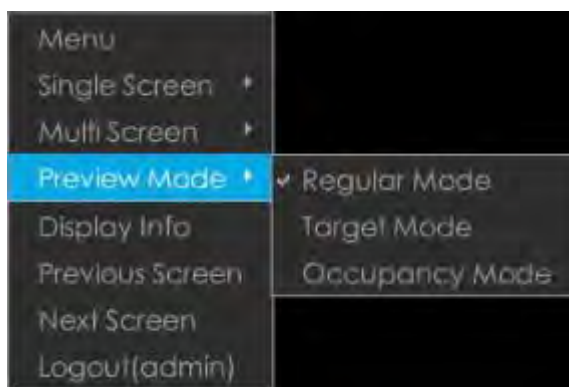 Menu
Single Screen
Multi Screen
Preview Mode
Regular Mode
Target Mode
Occupancy Mode
Display Info
Previous Screen
Next Screen
Logout(admin)